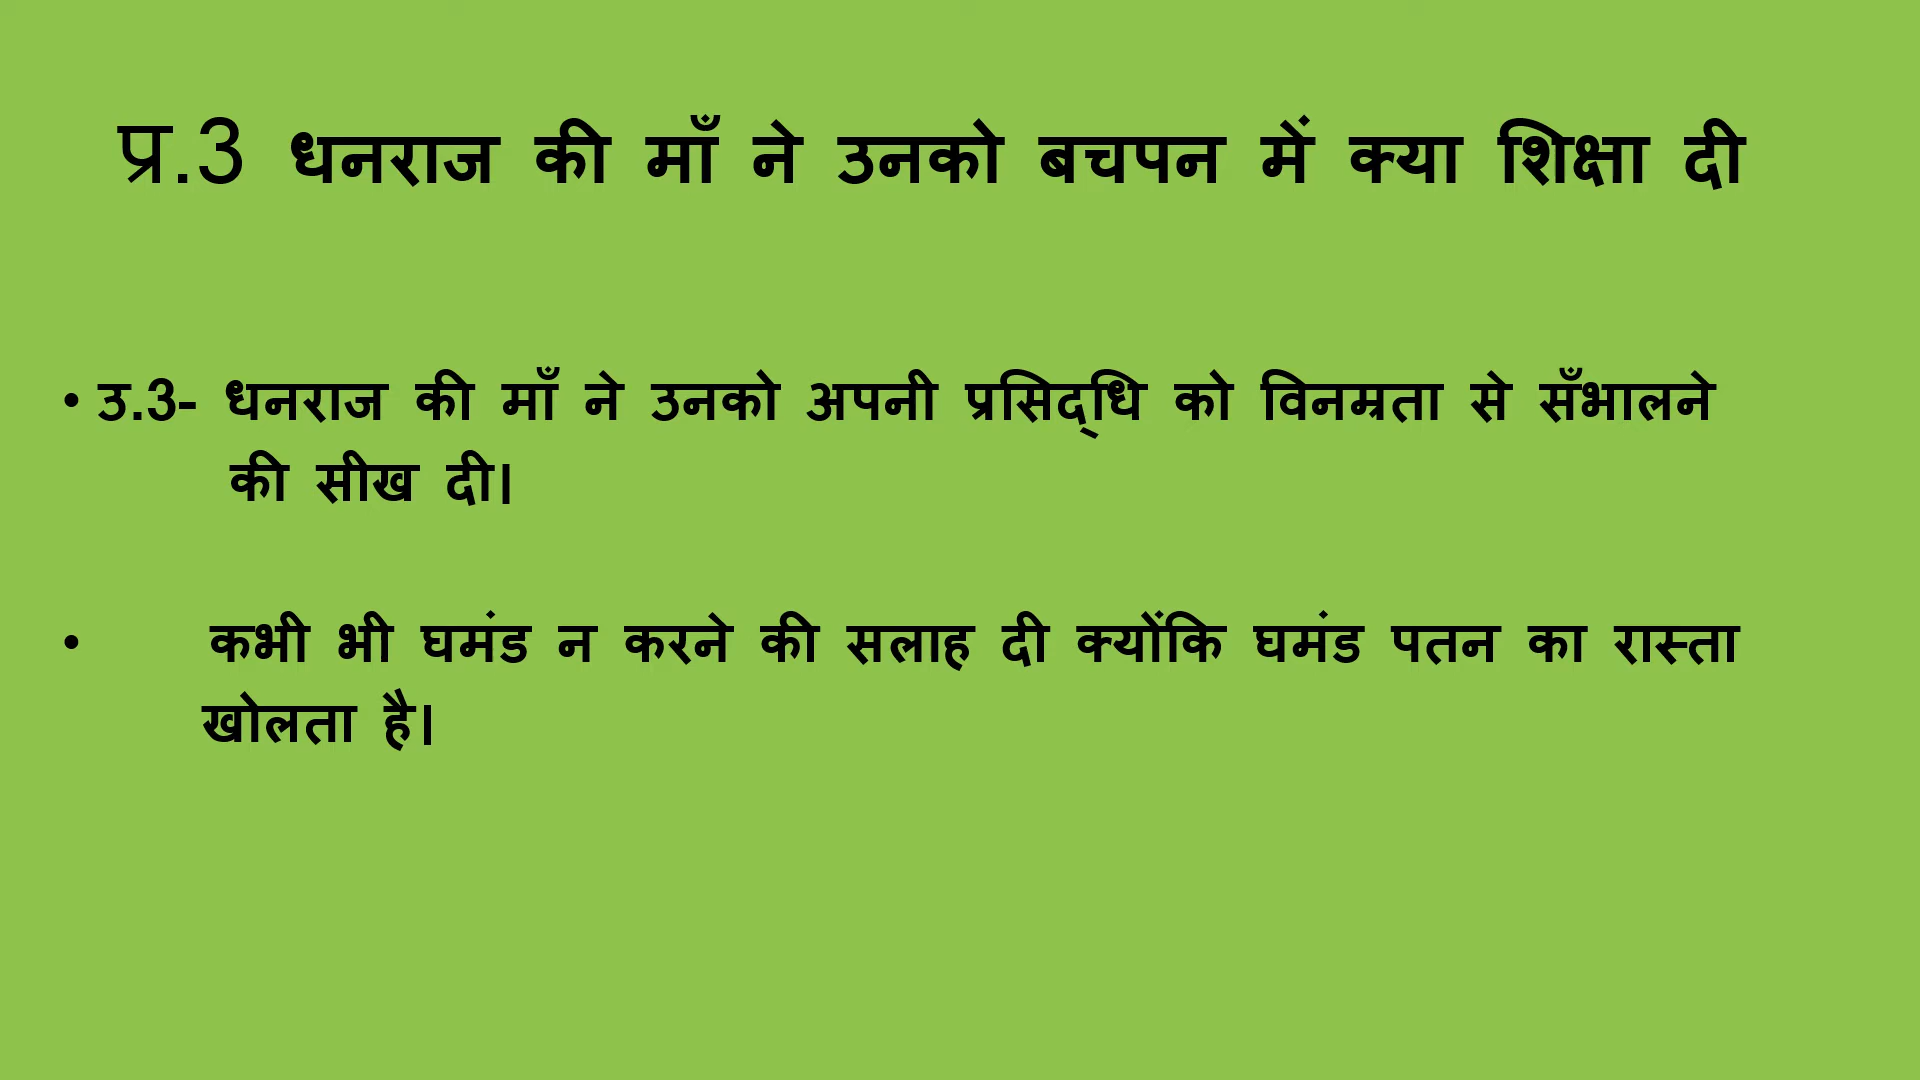 प्र.3 धनराज की माँ ने उनको बचपन में क्या शिक्षा दी
• उ.3- धनराज की माँ ने उनको अपनी प्रसिद्‌धि को विनम्रता से सँभालने
की सीख दी।
• कभी भी घमंड न करने की सलाह दी क्योंकि घमंड पतन का रास्ता
खोलता है।